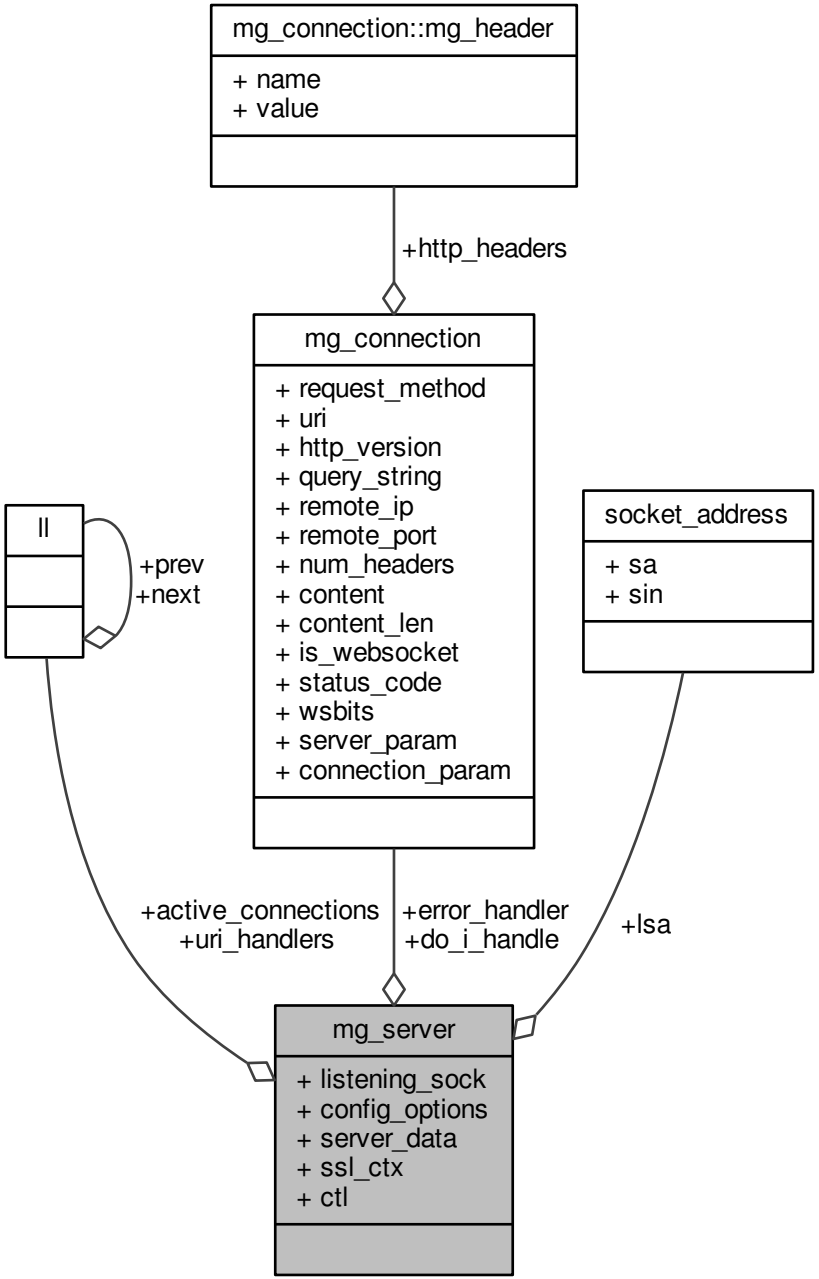 mg_connection::mg_header
+ name
+ value
+http_headers
mg_connection
+ request_method
+ uri
+ http_version
+ query_string
+ remote_ip
+ remote_port
+ num_headers
+ content
+ content_len
+ is_websocket
+ status_code
+ wsbits
+ server_param
+ connection_param
ll
+prev
+next
socket_address
+ sa
+ sin
+active_connections
+uri_handlers
+error_handler
+do_i_handle
+lsa
mg_server
+ listening_sock
+ config_options
+ server_data
+ ssl_ctx
+ ctl